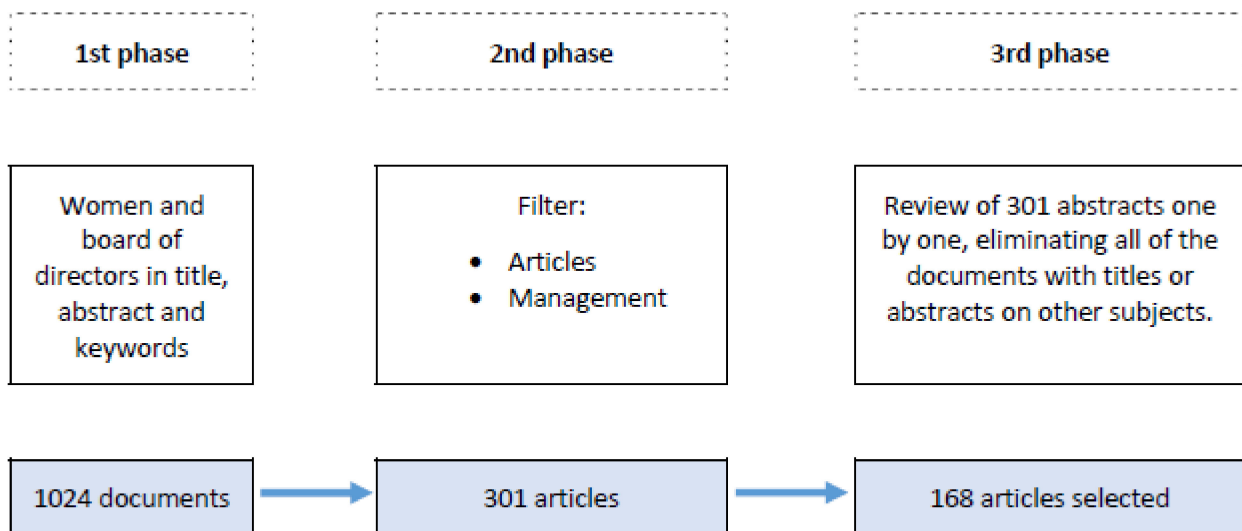 1st phase
2nd phase
3rd phase
Women and
board of
directors in title,
abstract and
keywords
Filter:
• Articles
• Management
Review of 301 abstracts one
by one, eliminating all of the
documents with titles or
abstracts on other subjects.
1024 documents
301 articles
168 articles selected